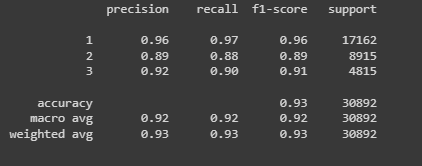 precision recall f1-score support
1 0.96 0.97 0.96 17162
2 0.89 0.88 0.89 8915
3 0.92 0.90 0.91 4815
accuracy 0.93 30892
macro avg 0.92 0.92 0.92 30892
weighted avg 0.93 0.93 0.93 30892